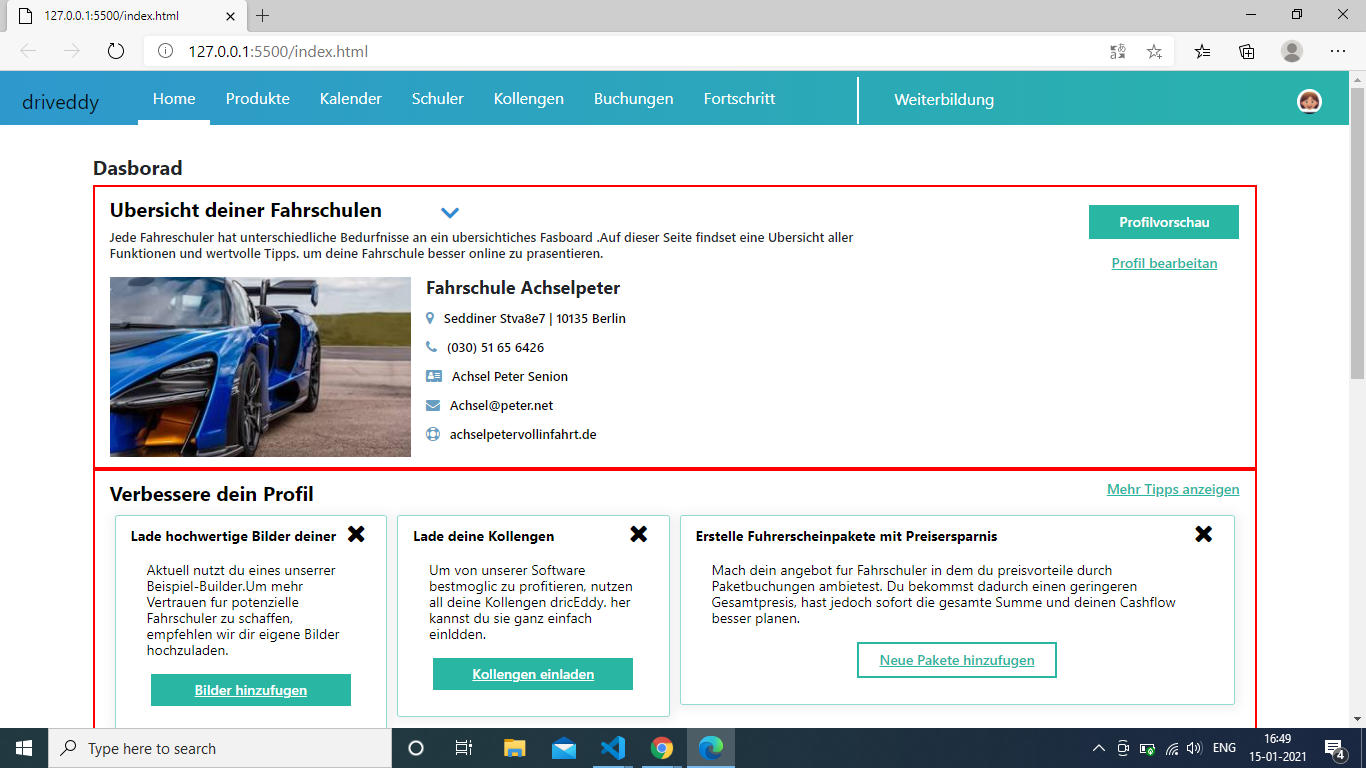 127.0.0.1:5500/index.html
127.0.0.1:5500/index.html
driveddy Home Produkte Kalender Schuler Kollengen Buchungen Fortschritt Weiterbildung
Dasborad
Ubersicht deiner Fahrschulen
Profilvorschau
Jede Fahreschuler hat unterschiedliche Bedurfnisse an ein ubersichtiches Fasboard .Auf dieser Seite findset eine Ubersicht aller
Funktionen und wertvolle Tipps. um deine Fahrschule besser online zu prasentieren.
Profil bearbeitan
Fahrschule Achselpeter
Seddiner Stva8e7 | 10135 Berlin
(030) 51 65 6426
Achsel Peter Senion
Achsel@peter.net
achselpetervollinfahrt.de
Verbessere dein Profil
Mehr Tipps anzeigen
Lade hochwertige Bilder deiner
Aktuell nutzt du eines unserrer
Beispiel-Builder.Um mehr
Vertrauen fur potenzielle
Fahrschuler zu schaffen,
empfehlen wir dir eigene Bilder
hochzuladen.
Bilder hinzufugen
Lade deine Kollengen
Um von unserer Software
bestmoglic zu profitieren, nutzen
all deine Kollengen dricEddy. her
kannst du sie ganz einfach
einldden.
Kollengen einladen
Erstelle Fuhrerscheinpakete mit Preisersparnis
Mach dein angebot fur Fahrschuler in dem du preisvorteile durch
Paketbuchungen ambietest. Du bekommst dadurch einen geringeren
Gesamtpresis, hast jedoch sofort die gesamte Summe und deinen Cashflow
besser planen.
Neue Pakete hinzufugen
Type here to search
ENG
16:49
15-01-2021
4